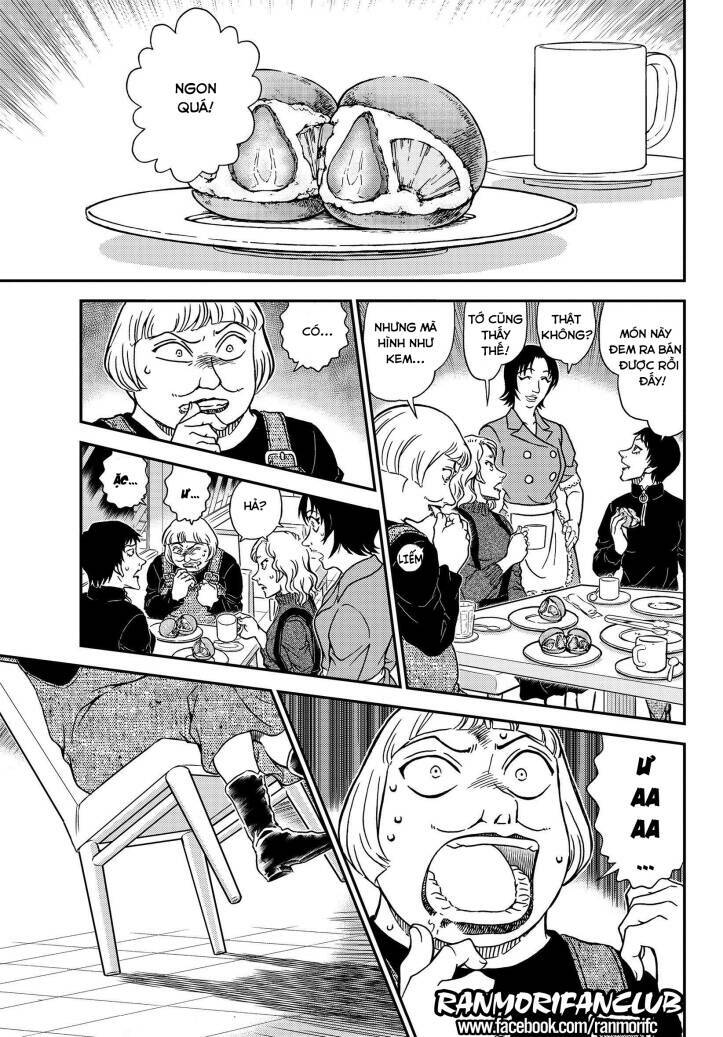 NGON
QUÁ!
MÓN NÀY
ĐEM RA BÁN
ĐƯỢC RỒI
ĐẤY!
THẬT
KHÔNG?
TỚ CŨNG
THẤY
THẾ!
NHƯNG MÀ
HÌNH NHƯ
KEM...
LIẾM
CÓ...
HẢ?
Ư...
ẶC...
Ư
AA
AA
...
RANMORIFANCLUB
www.facebook.com/ranmorifc